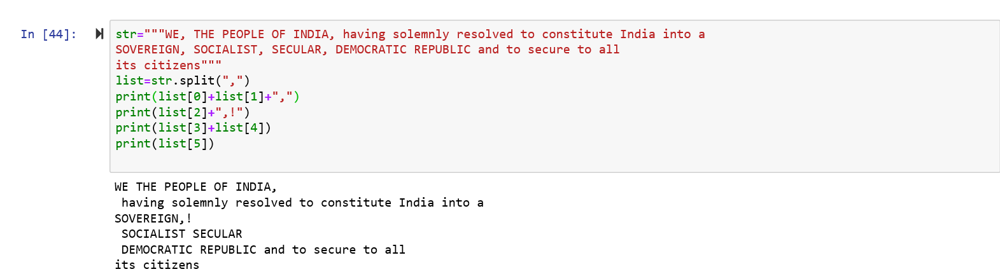 In [44]:
str="""WE, THE PEOPLE OF INDIA, having solemnly resolved to constitute India into a
SOVEREIGN, SOCIALIST, SECULAR, DEMOCRATIC REPUBLIC and to secure to all
its citizens"""
list=str.split(",")
print(list[0]+list[1]+",")
print(list[2]+",!")
print(list[3]+list[4])
print(list[5])
WE THE PEOPLE OF INDIA,
 having solemnly resolved to constitute India into a
SOVEREIGN,!
 SOCIALIST SECULAR
 DEMOCRATIC REPUBLIC and to secure to all
its citizens